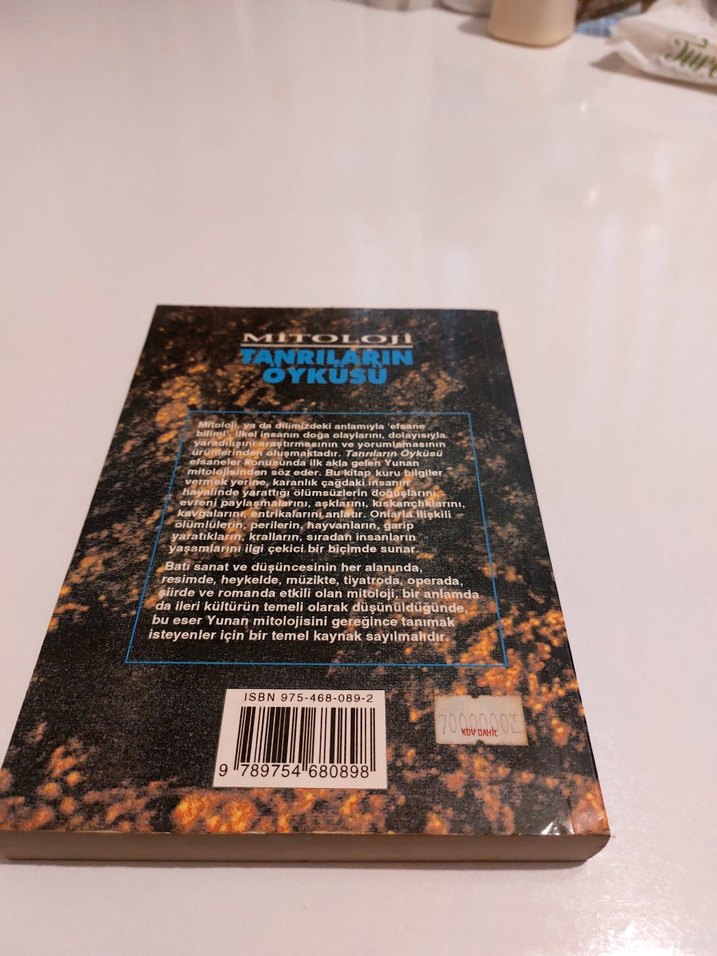 MİTOLOJİ
TANRILARIN
ÖYKÜSÜ
Mitoloji, ya da dilimizdeki anlamıyla 'efsane
bilimi', ilkel insanın doğa olaylarını, dolayısıyla
yaradılışını araştırmasının ve yorumlamasının
ürünlerinden oluşmaktadır. Tanrıların Öyküsü
efsaneler konusunda ilk akla gelen Yunan
mitolojisinden söz eder. Bu kitap kuru bilgiler
vermek yerine, karanlık çağdaki insanın
hayalinde yarattığı ölümsüzlerin doğuşlarını,
evreni paylaşmalarını, aşklarını, kıskançlıklarını,
kavgalarını, entrikalarını anlatır. Onlarla ilişkili
ölümlülerin, perilerin, hayvanların, garip
yaratıkların, kralların, sıradan insanların
yaşamlarını ilgi çekici bir biçimde sunar.
Batı sanat ve düşüncesinin her alanında,
resimde, heykelde, müzikte, tiyatroda, operada,
şiirde ve romanda etkili olan mitoloji, bir anlamda
da ileri kültürün temeli olarak düşünüldüğünde,
bu eser Yunan mitolojisini gereğince tanımak
isteyenler için bir temel kaynak sayılmalıdır.
ISBN 975-468-089-2
9 789754 680898
KDV DAHİL